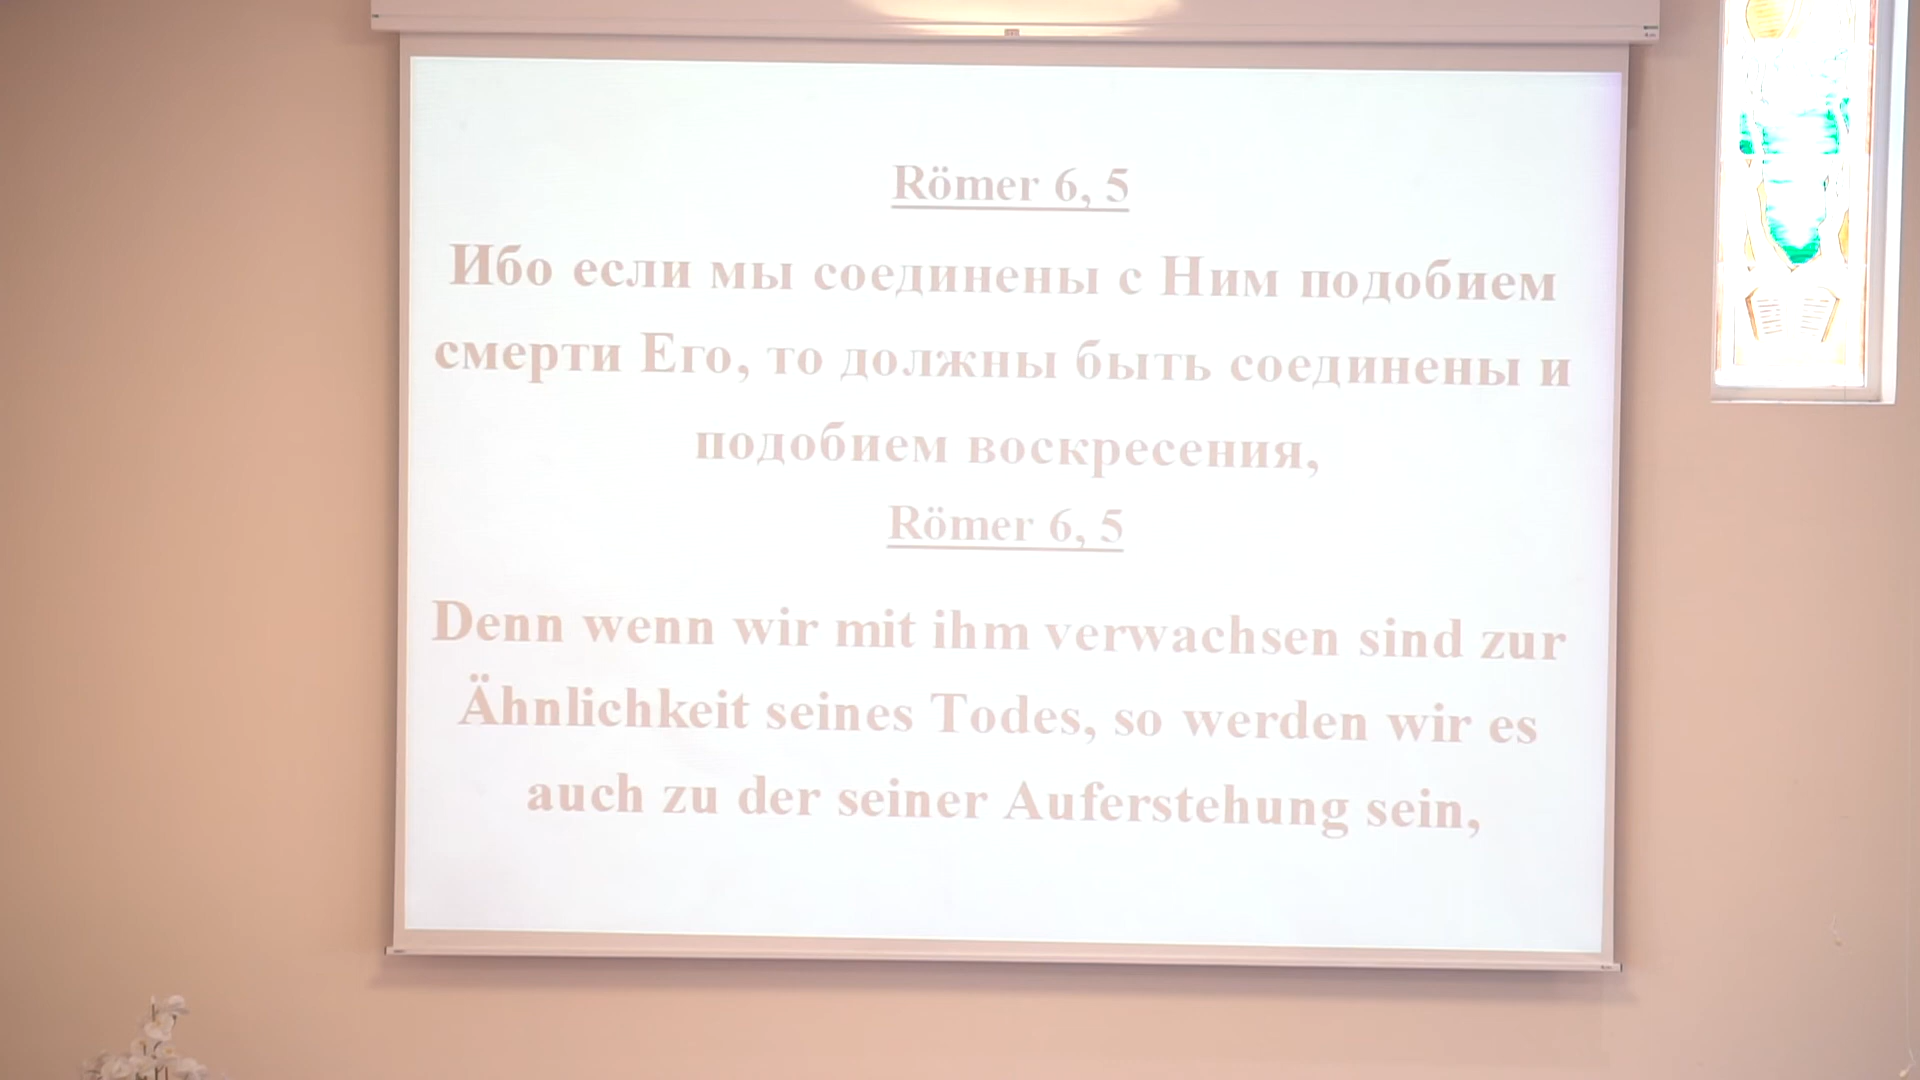 Römer 6, 5
Ибо если мы соединены с Ним подобием
смерти Его, то должны быть соединены и
подобием воскресения,
Römer 6, 5
Denn wenn wir mit ihm verwachsen sind zur
Ähnlichkeit seines Todes, so werden wir es
auch zu der seiner Auferstehung sein,